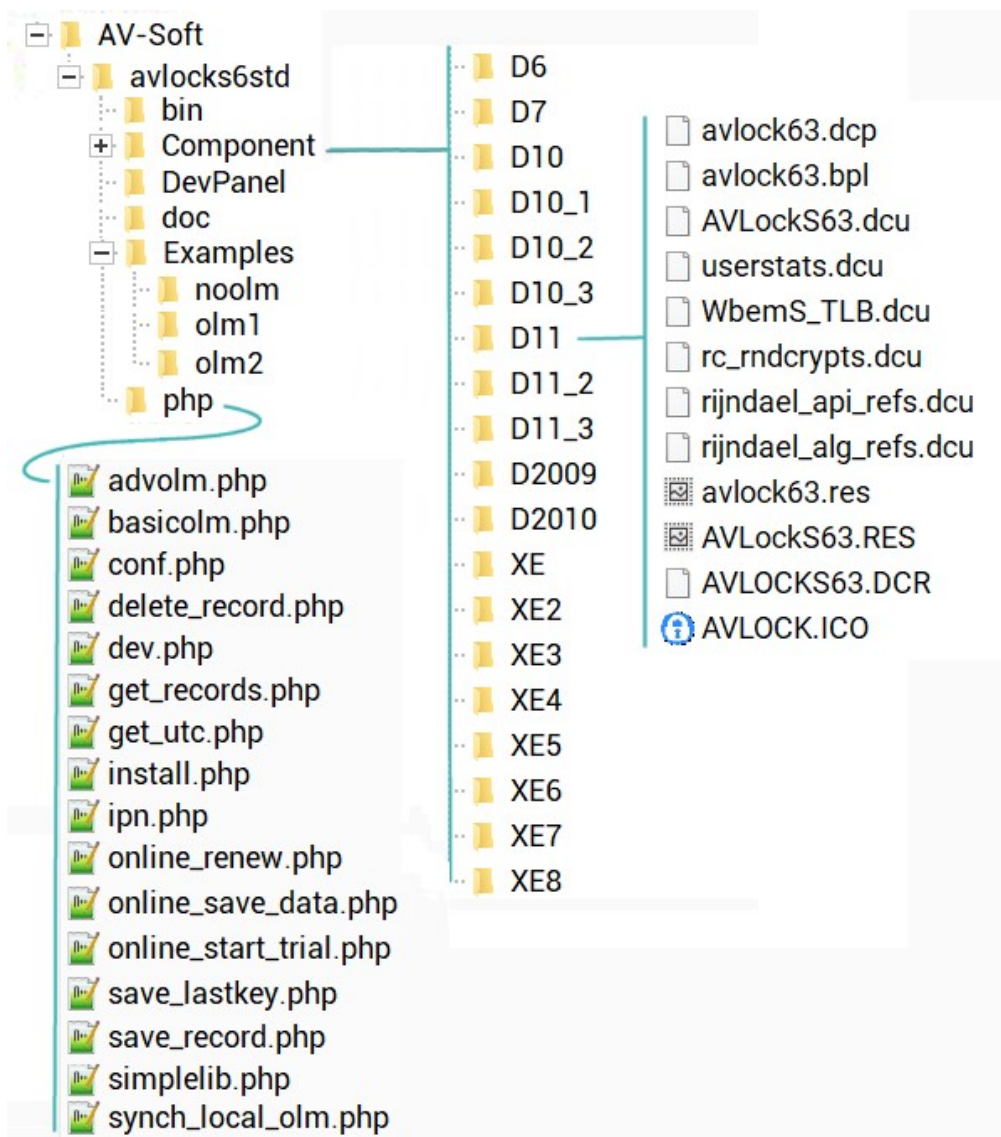 AV-Soft
avlocks6std
bin
Component
DevPanel
doc
Examples
noolm
olm1
olm2
php
advolm.php
basicolm.php
conf.php
delete_record.php
dev.php
get_records.php
get_utc.php
install.php
ipn.php
online_renew.php
online_save_data.php
online_start_trial.php
save_lastkey.php
save_record.php
simplelib.php
synch_local_olm.php
D6
D7
D10
D10_1
D10_2
D10_3
D11
D11_2
D11_3
D2009
D2010
XE
XE2
XE3
XE4
XE5
XE6
XE7
XE8
avlock63.dcp
avlock63.bpl
AVLockS63.dcu
userstats.dcu
WbemS_TLB.dcu
rc_rndcrypts.dcu
rijndael_api_refs.dcu
rijndael_alg_refs.dcu
avlock63.res
AVLockS63.RES
AVLOCKS63.DCR
AVLOCK.ICO